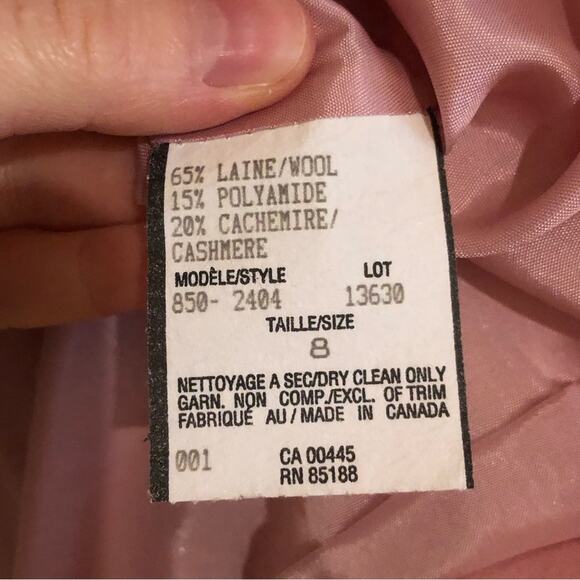 65% LAINE/WOOL
15% POLYAMIDE
20% CACHEMIRE/
CASHMERE
MODÈLE/STYLE LOT
850- 2404 13630
TAILLE/SIZE
8
NETTOYAGE A SEC/DRY CLEAN ONLY
GARN. NON COMP./EXCL. OF TRIM
FABRIQUÉ AU / MADE IN CANADA
001 CA 00445
RN 85188